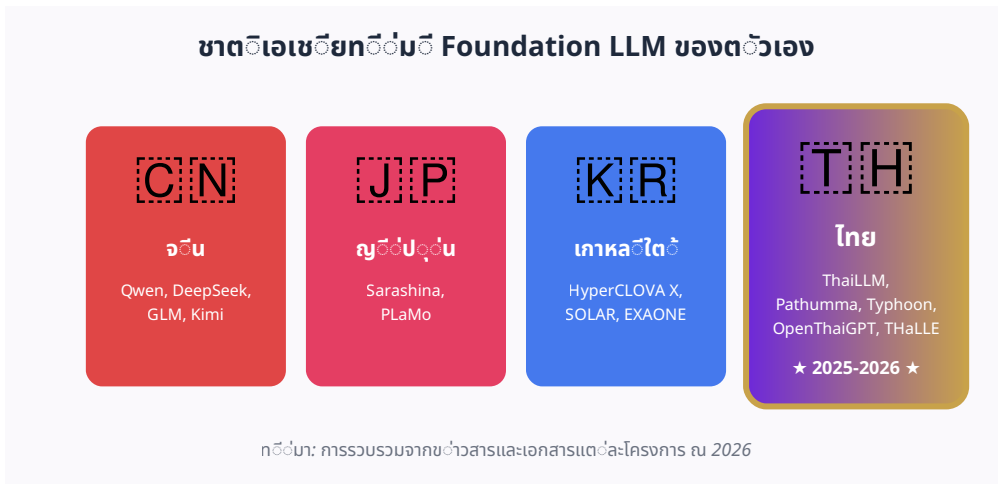 ชาติเอเชียที่มี Foundation LLM ของตัวเอง
🇨🇳
🇯🇵
🇰🇷
🇹🇭
จีน
ญี่ปุ่น
เกาหลีใต้
ไทย
Qwen, DeepSeek,
GLM, Kimi
Sarashina,
PLaMo
HyperCLOVA X,
SOLAR, EXAONE
ThaiLLM,
Pathumma, Typhoon,
OpenThaiGPT, THaLLE
★ 2025-2026 ★
ที่มา: การรวบรวมจากข่าวสารและเอกสารแต่ละโครงการ ณ 2026